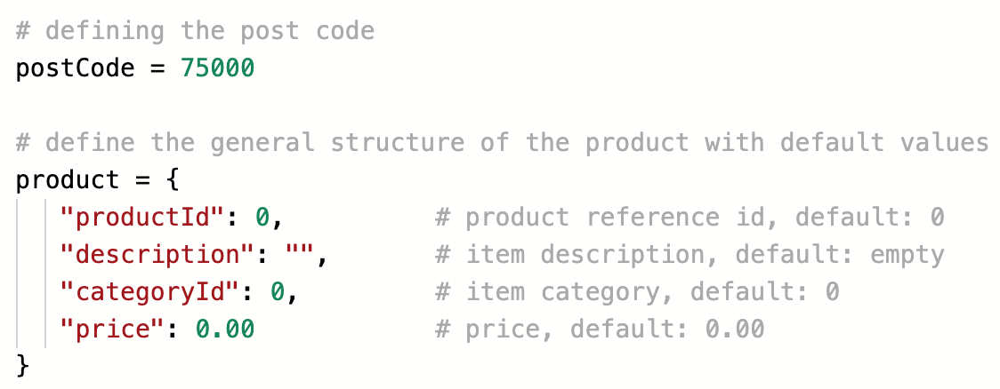 # defining the post code
postCode = 75000

# define the general structure of the product with default values
product = {
    "productId": 0,          # product reference id, default: 0
    "description": "",       # item description, default: empty
    "categoryId": 0,         # item category, default: 0
    "price": 0.00            # price, default: 0.00
}